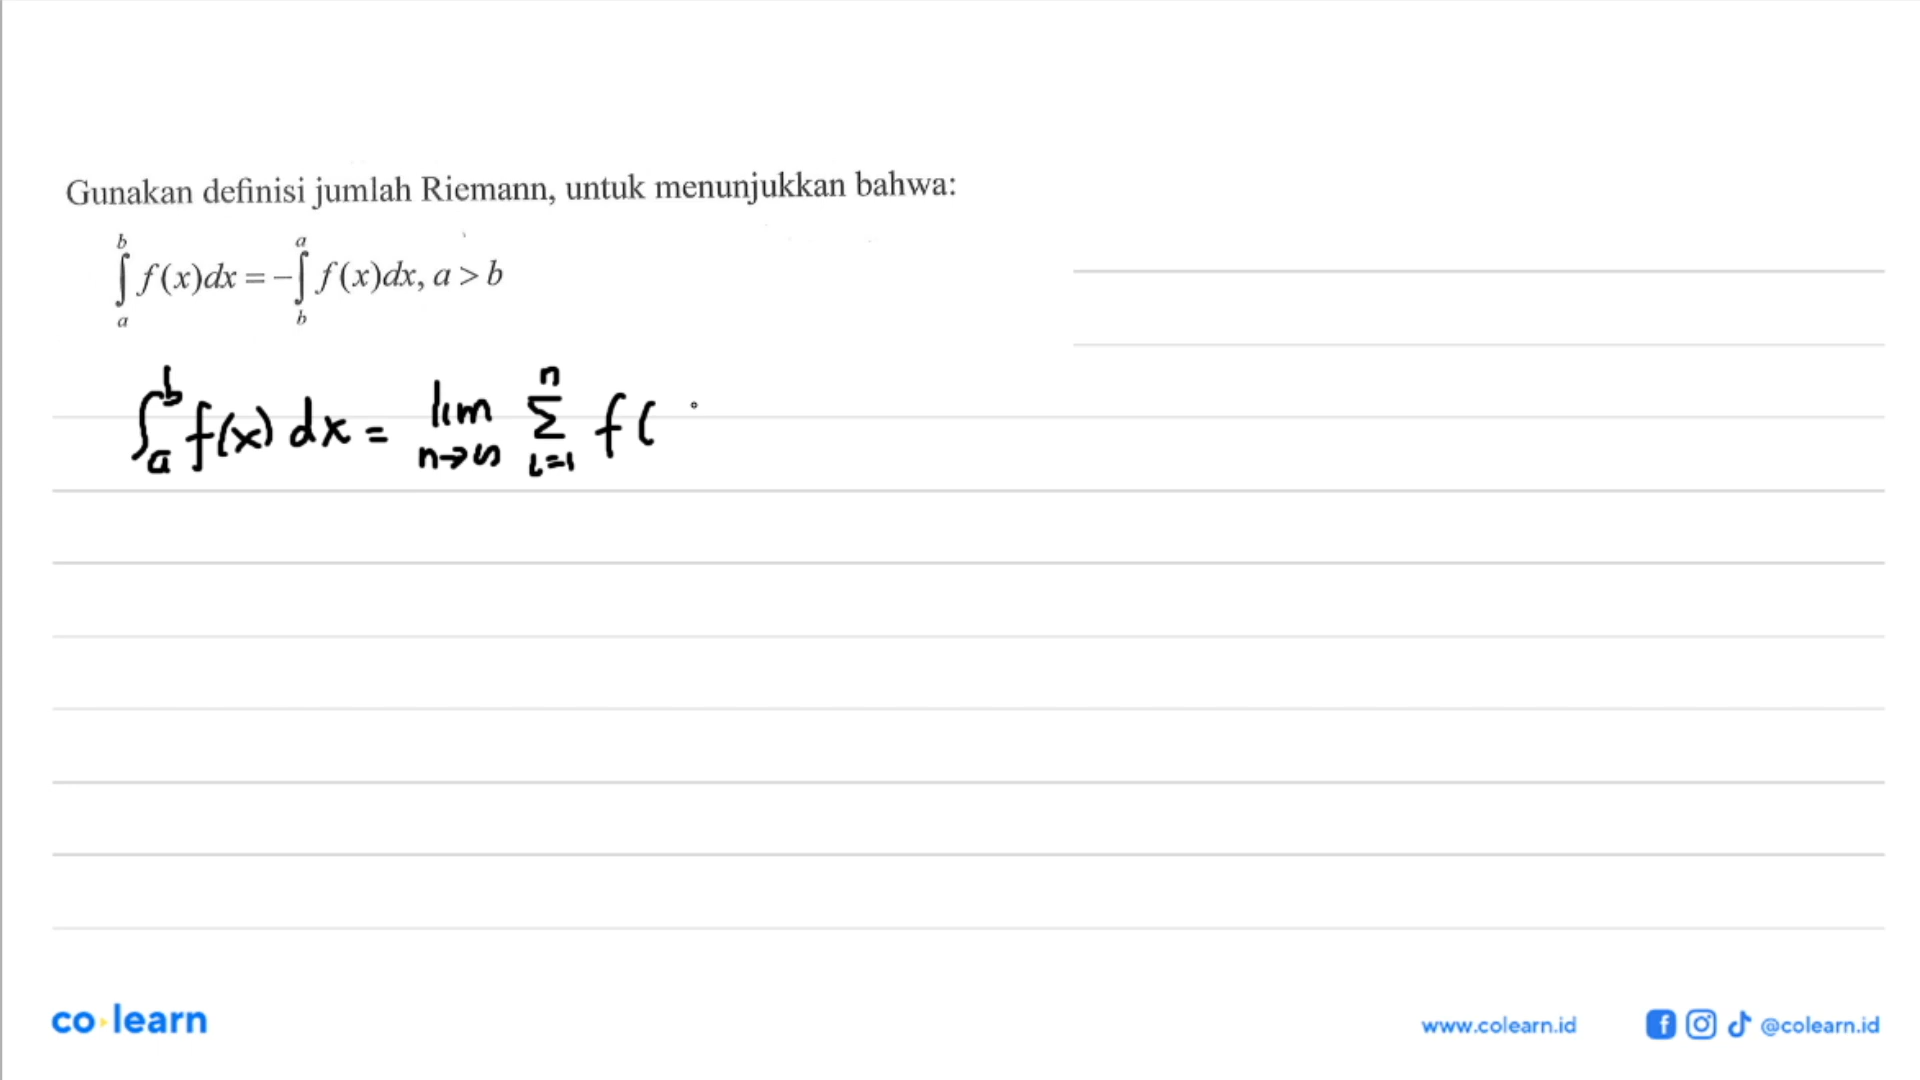 Gunakan definisi jumlah Riemann, untuk menunjukkan bahwa:
∫_a^b f(x)dx = -∫_b^a f(x)dx, a > b
∫_a^b f(x) dx = lim_{n→∞} Σ_{i=1}^n f(
co learn
www.colearn.id @colearn.id